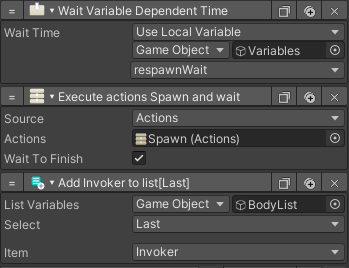 = ▾ Wait Variable Dependent Time
Wait Time Use Local Variable
Game Object Variables
respawnWait
= ▾ Execute actions Spawn and wait
Source Actions
Actions Spawn (Actions)
Wait To Finish ✓
= ▾ Add Invoker to list[Last]
List Variables Game Object BodyList
Select Last
Item Invoker